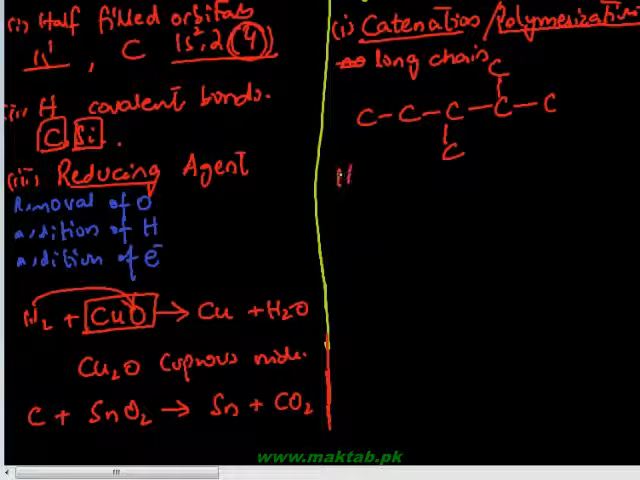 (i) Half filled orbitals
1s¹, C 1s², 2 (4)
(ii) H covalent bonds.
C, Si.
(iii) Reducing Agent
Removal of O
addition of H
addition of e⁻
H₂ + CuO → Cu + H₂O
Cu₂O Cuprous oxide.
C + SnO₂ → Sn + CO₂
(i) Catenation / Polymerization
long chain
C
C - C - C - C - C
C
H
www.maktab.pk